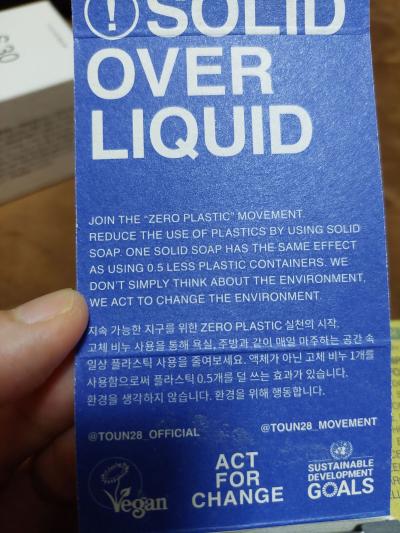 SOLID
OVER
LIQUID
JOIN THE "ZERO PLASTIC" MOVEMENT.
REDUCE THE USE OF PLASTICS BY USING SOLID
SOAP. ONE SOLID SOAP HAS THE SAME EFFECT
AS USING 0.5 LESS PLASTIC CONTAINERS. WE
DON'T SIMPLY THINK ABOUT THE ENVIRONMENT,
WE ACT TO CHANGE THE ENVIRONMENT.
지속 가능한 지구를 위한 ZERO PLASTIC 실천의 시작.
고체 비누 사용을 통해 욕실, 주방과 같이 매일 마주하는 공간 속
일상 플라스틱 사용을 줄여보세요. 액체가 아닌 고체 비누 1개를
사용함으로써 플라스틱 0.5개를 덜 쓰는 효과가 있습니다.
환경을 생각하지 않습니다. 환경을 위해 행동합니다.
@TOUN28_OFFICIAL
@TOUN28_MOVEMENT
Vegan
ACT
FOR
CHANGE
SUSTAINABLE
DEVELOPMENT
GOALS